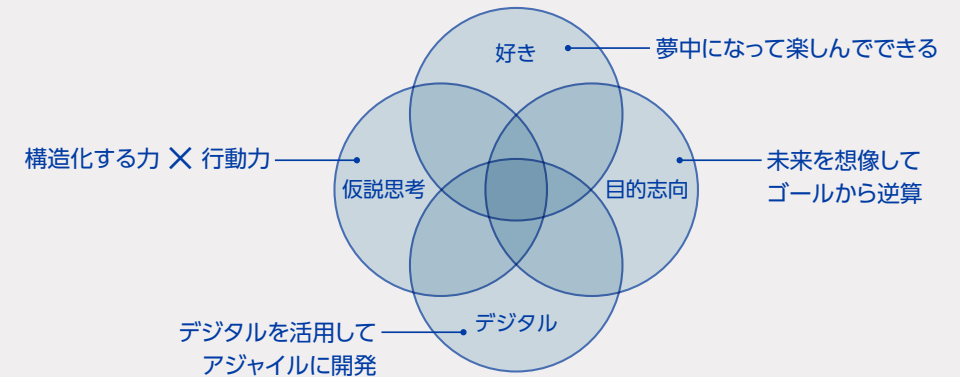 好き
夢中になって楽しんでできる
構造化する力 × 行動力
仮説思考
目的志向
未来を想像して
ゴールから逆算
デジタル
デジタルを活用して
アジャイルに開発